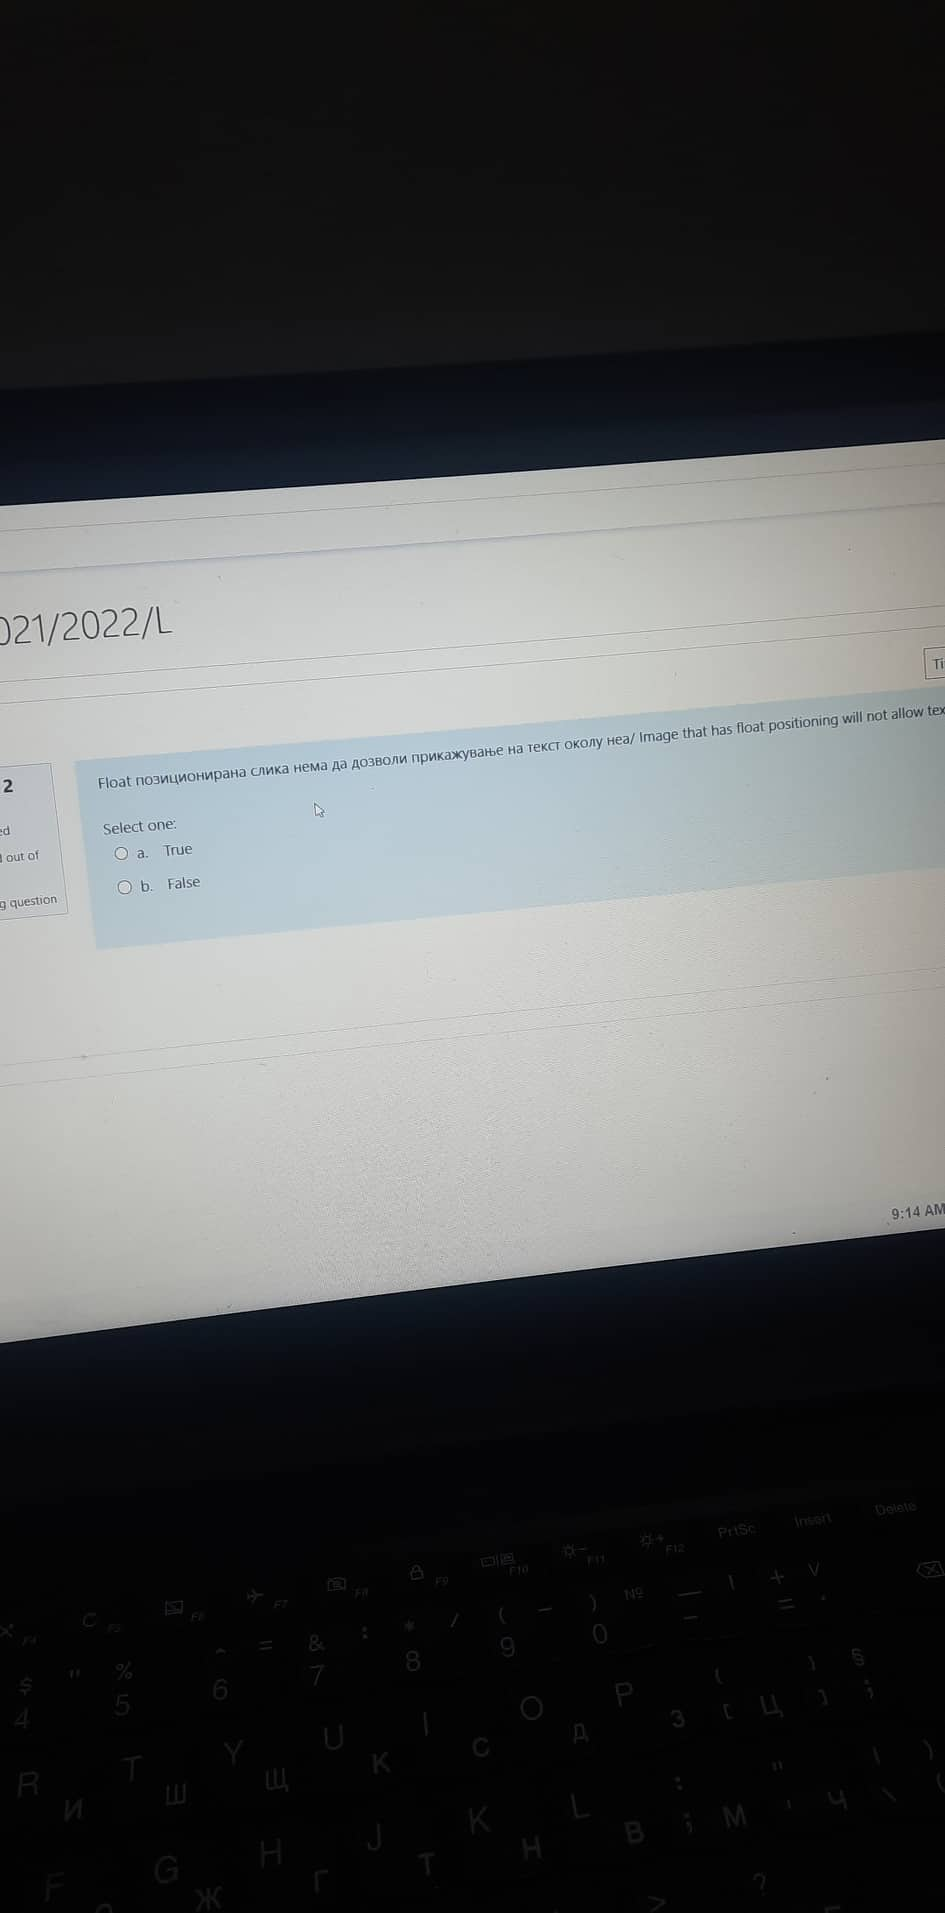 021/2022/L
Ti
2
ed
out of
g question
Float позиционирана слика нема да дозволи прикажување на текст околу неа/ Image that has float positioning will not allow tex
Select one:
a. True
b. False
9:14 AM
PrtSc Insert Delete
F4 F5 F6 F7 F8 F9 F10 F11 F12
$ " % ^ = & : * / ( – ) № — | + V
4 5 6 7 8 9 0 – = .
R T Y U I O P ( ) §
И Ш Щ К С Д З [ Ц ] ;
F G H J K L : " | )
Ж Г Т Н В ; М ' Ч \ (
> ?